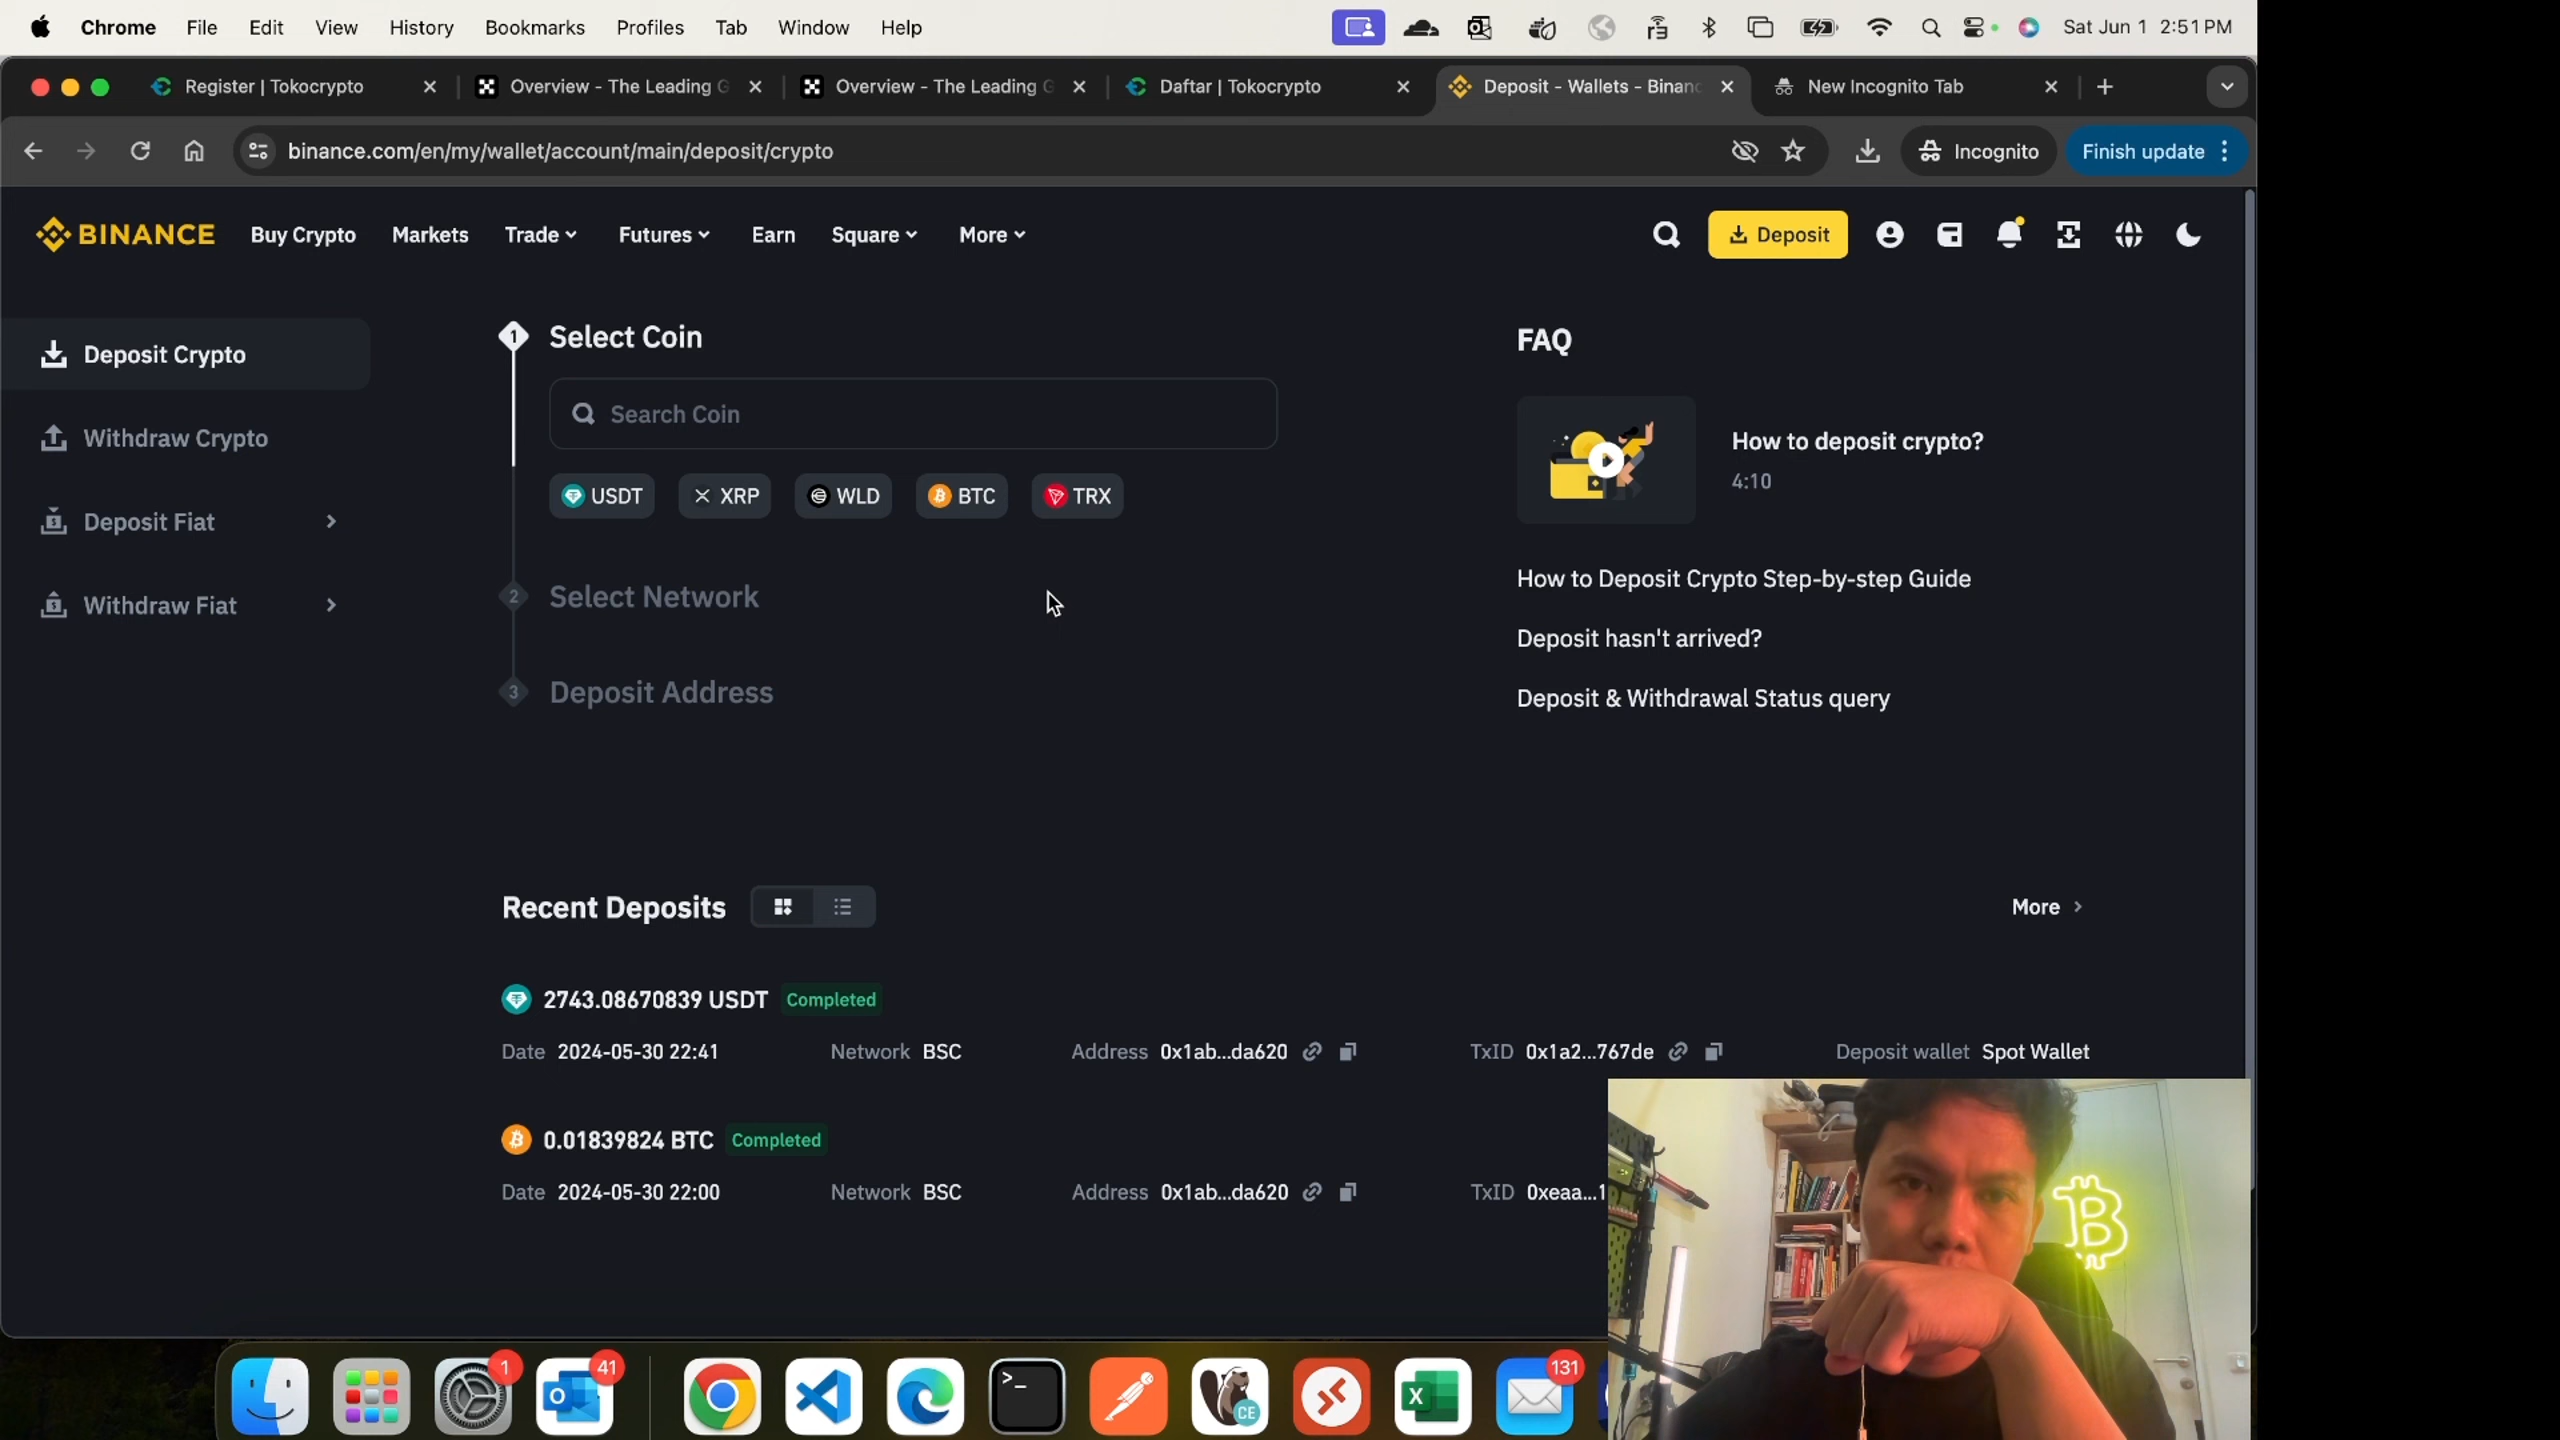 Chrome File Edit View History Bookmarks Profiles Tab Window Help Sat Jun 1 2:51 PM
Register | Tokocrypto Overview - The Leading G Overview - The Leading G Daftar | Tokocrypto Deposit - Wallets - Binanc New Incognito Tab
binance.com/en/my/wallet/account/main/deposit/crypto Incognito Finish update
BINANCE Buy Crypto Markets Trade Futures Earn Square More Deposit
Deposit Crypto
Withdraw Crypto
Deposit Fiat
Withdraw Fiat
1 Select Coin
Search Coin
USDT XRP WLD BTC TRX
2 Select Network
3 Deposit Address
FAQ
How to deposit crypto?
4:10
How to Deposit Crypto Step-by-step Guide
Deposit hasn't arrived?
Deposit & Withdrawal Status query
Recent Deposits More
2743.08670839 USDT Completed
Date 2024-05-30 22:41 Network BSC Address 0x1ab...da620 TxID 0x1a2...767de Deposit wallet Spot Wallet
0.01839824 BTC Completed
Date 2024-05-30 22:00 Network BSC Address 0x1ab...da620 TxID 0xeaa...1
1 41 CE 131